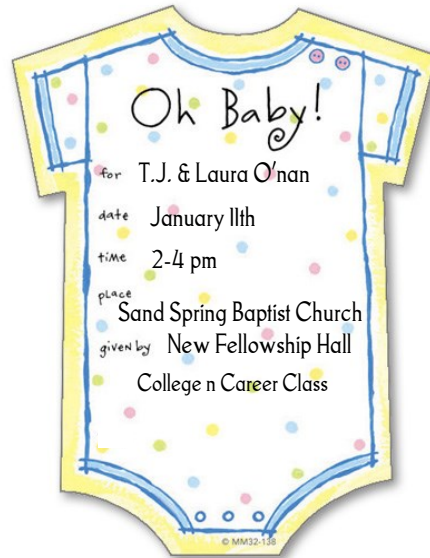 Oh Baby!
for T.J. & Laura O'nan
date January 11th
time 2-4 pm
place
Sand Spring Baptist Church
given by New Fellowship Hall
College n Career Class
© MM32-138